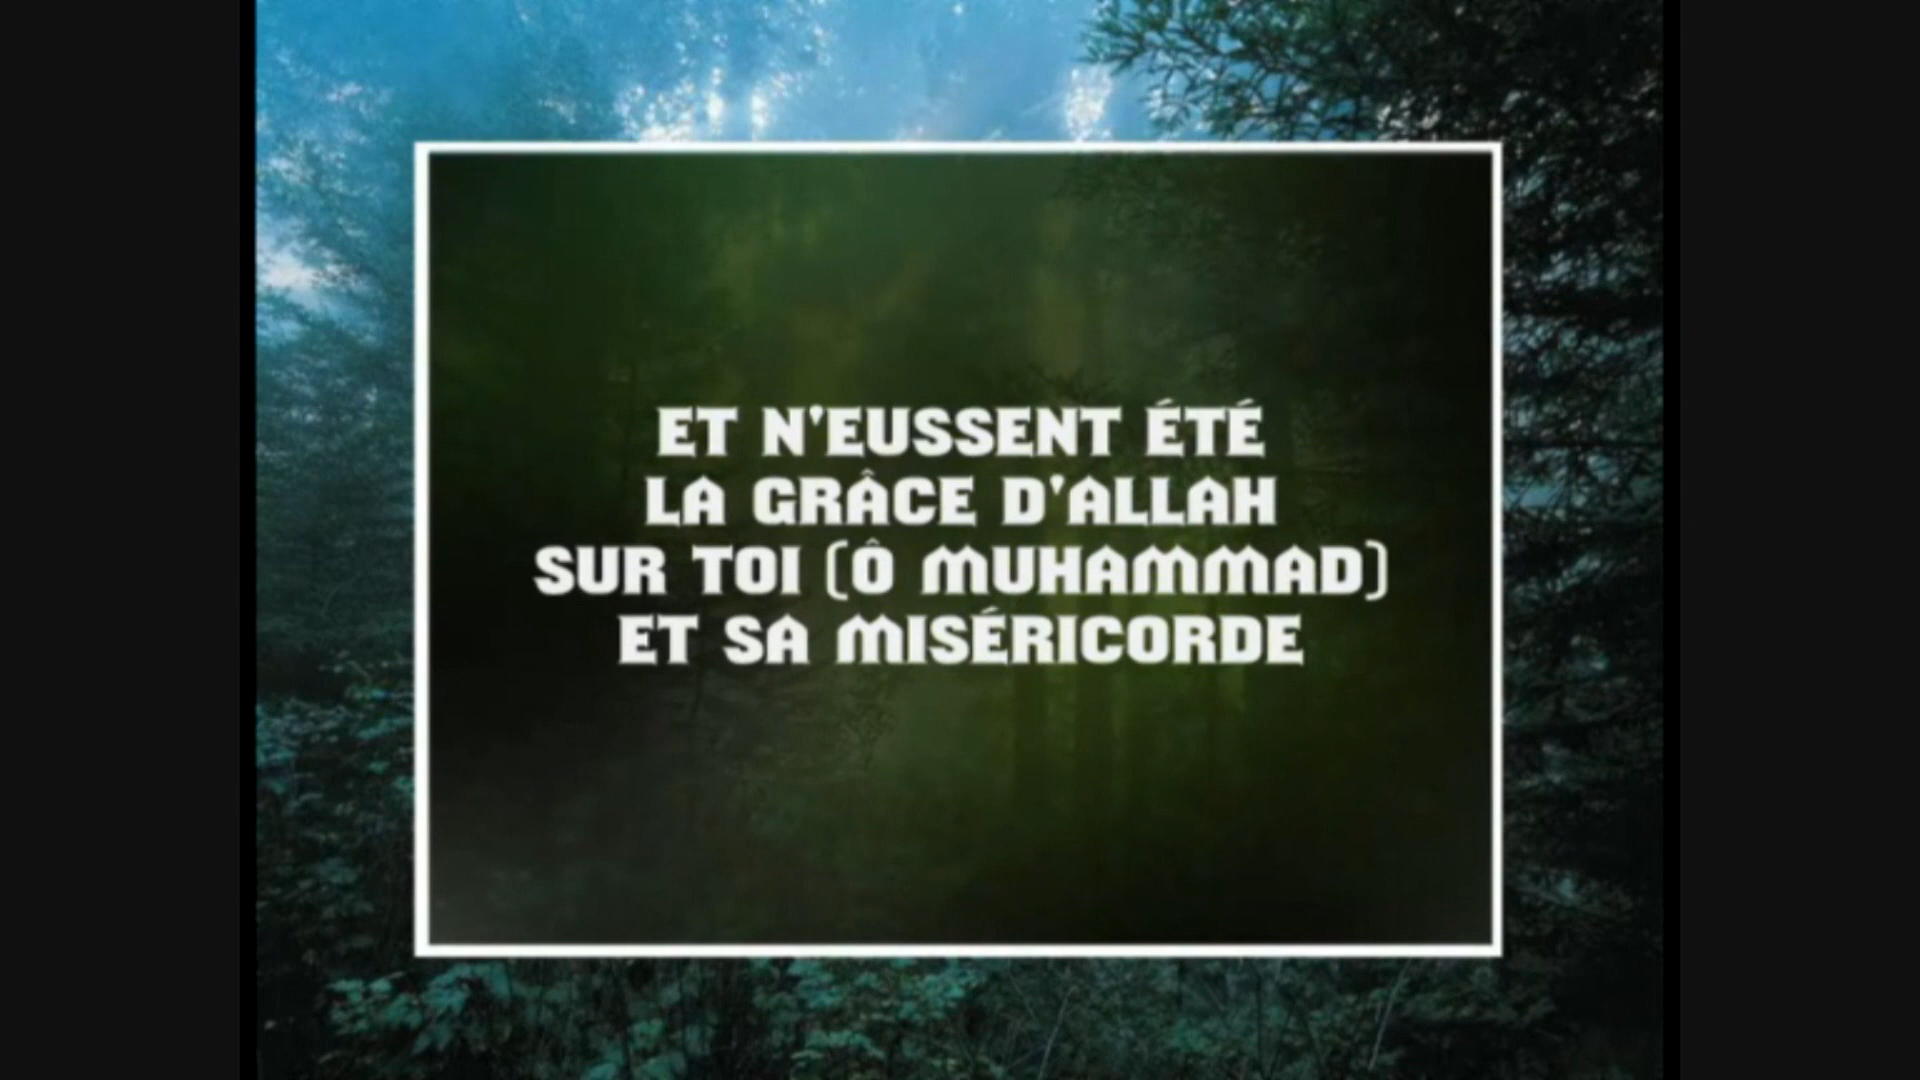 ET N'EUSSENT ÉTÉ
LA GRÂCE D'ALLAH
SUR TOI (Ô MUHAMMAD)
ET SA MISÉRICORDE